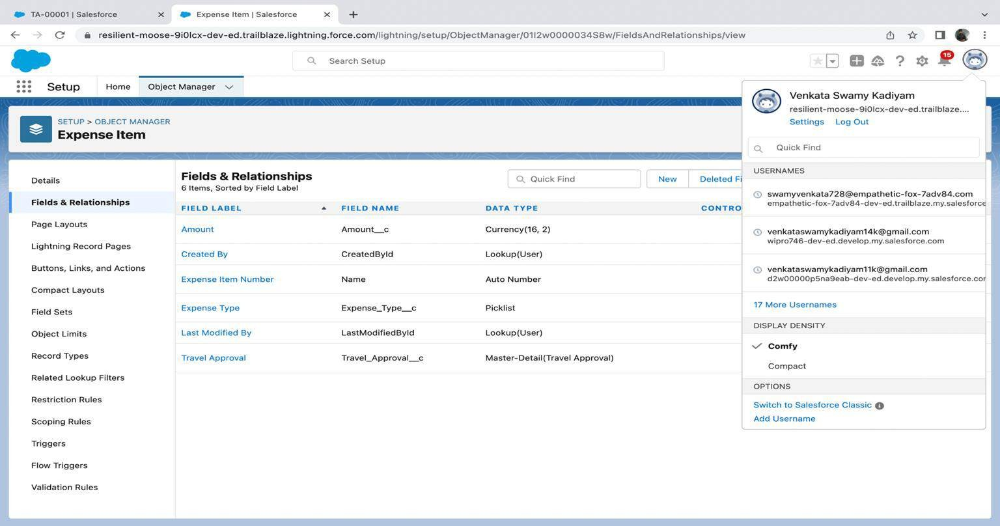 TA-00001 | Salesforce
Expense Item | Salesforce
resilient-moose-9i0lcx-dev-ed.trailblaze.lightning.force.com/lightning/setup/ObjectManager/01I2w0000034S8w/FieldsAndRelationships/view
Search Setup
15
Setup
Home
Object Manager
SETUP > OBJECT MANAGER
Expense Item
Details
Fields & Relationships
Page Layouts
Lightning Record Pages
Buttons, Links, and Actions
Compact Layouts
Field Sets
Object Limits
Record Types
Related Lookup Filters
Restriction Rules
Scoping Rules
Triggers
Flow Triggers
Validation Rules
Fields & Relationships
6 Items, Sorted by Field Label
Quick Find
New
Deleted Fi
FIELD LABEL FIELD NAME DATA TYPE CONTRO
Amount Amount__c Currency(16, 2)
Created By CreatedById Lookup(User)
Expense Item Number Name Auto Number
Expense Type Expense_Type__c Picklist
Last Modified By LastModifiedById Lookup(User)
Travel Approval Travel_Approval__c Master-Detail(Travel Approval)
Venkata Swamy Kadiyam
resilient-moose-9i0lcx-dev-ed.trailblaze....
Settings Log Out
Quick Find
USERNAMES
swamyvenkata728@empathetic-fox-7adv84.com
empathetic-fox-7adv84-dev-ed.trailblaze.my.salesforce
venkataswamykadiyam14k@gmail.com
wipro746-dev-ed.develop.my.salesforce.com
venkataswamykadiyam11k@gmail.com
d2w00000p5na9eab-dev-ed.develop.my.salesforce.cor
17 More Usernames
DISPLAY DENSITY
Comfy
Compact
OPTIONS
Switch to Salesforce Classic
Add Username